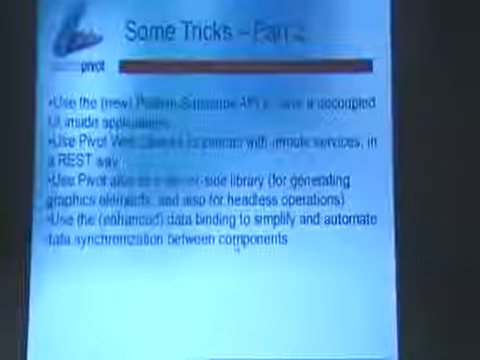 Some Tricks – Part 2
pivot
•Use the (new) Publish-Subscribe API to have a decoupled
UI inside applications
•Use Pivot Web to interact with remote services, in
a REST way
•Use Pivot also as a server-side library (for generating
graphics elements, and also for headless operations)
•Use the (enhanced) data binding to simplify and automate
data synchronization between components